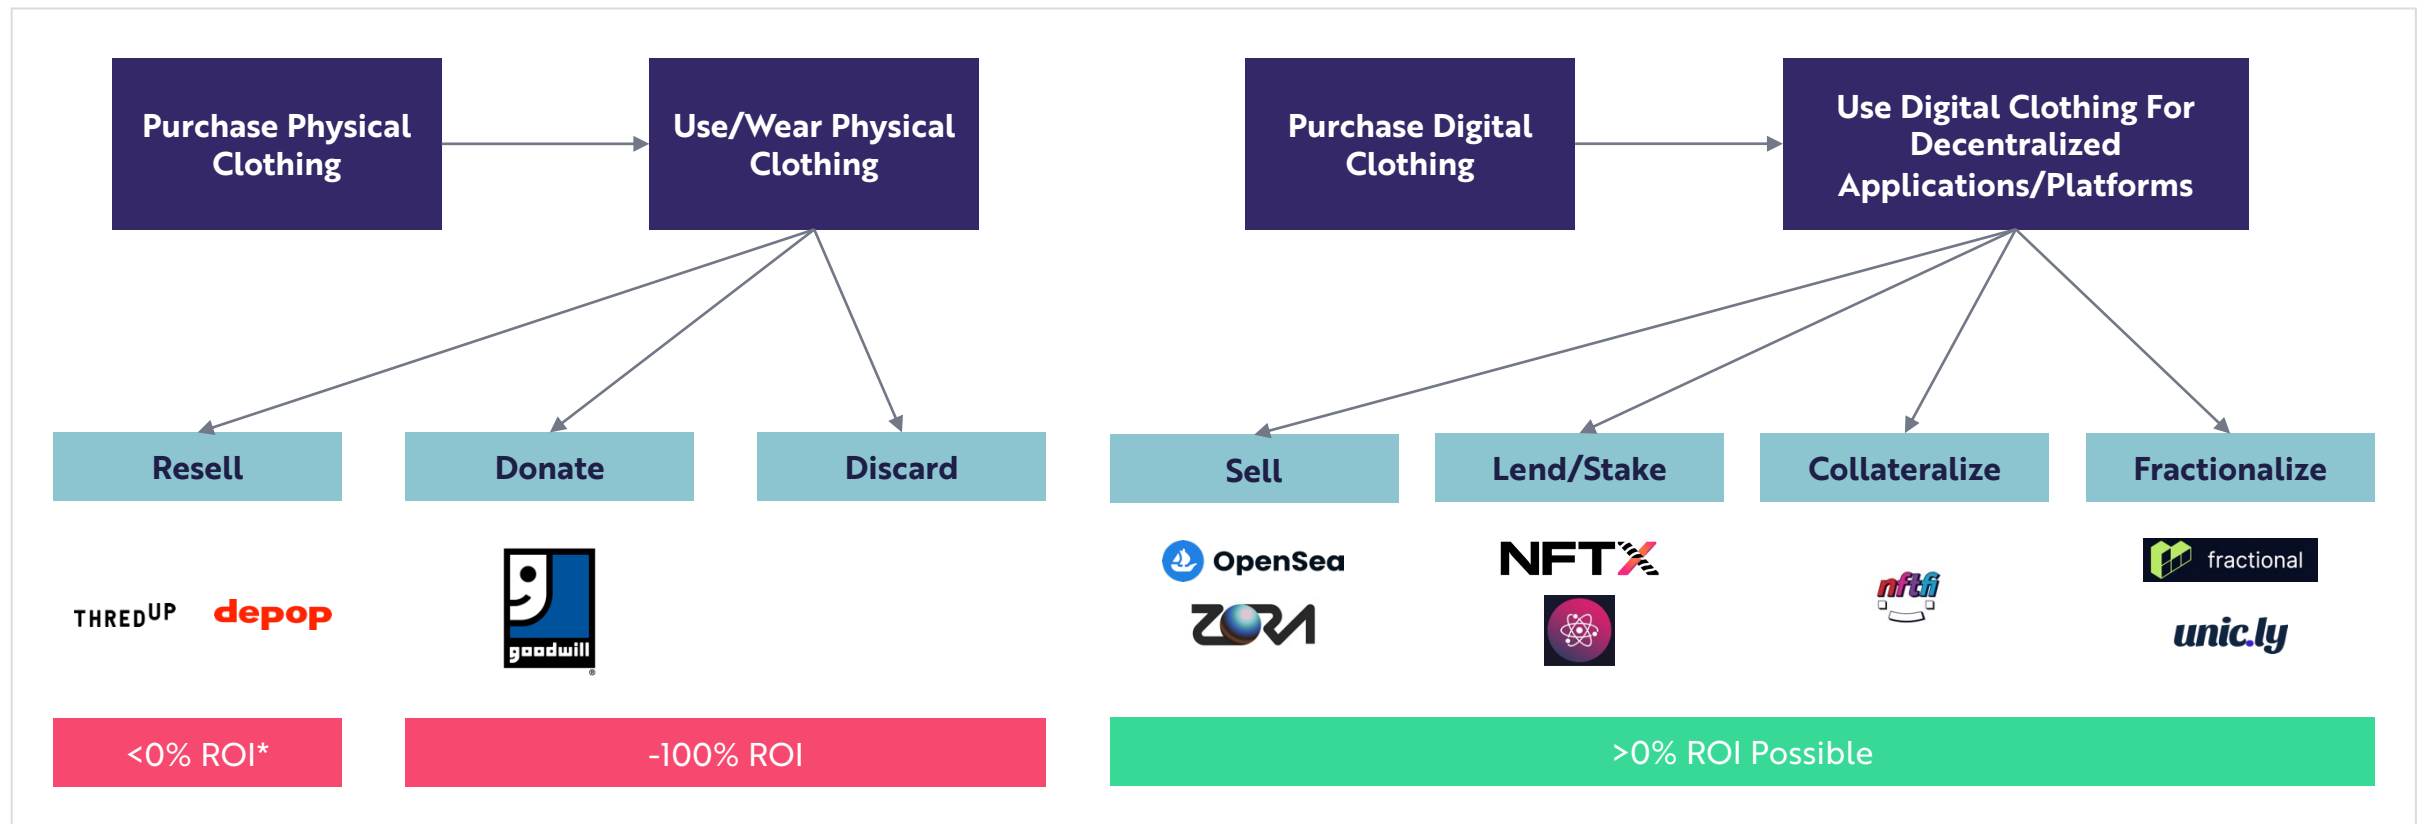 Purchase Physical
Clothing
Use/Wear Physical
Clothing
Purchase Digital
Clothing
Use Digital Clothing For
Decentralized
Applications/Platforms
Resell
Donate
Discard
Sell
Lend/Stake
Collateralize
Fractionalize
THREDUP
depop
goodwill
®
OpenSea
ZORA
NFTX
nftfi
fractional
unic.ly
<0% ROI*
-100% ROI
>0% ROI Possible